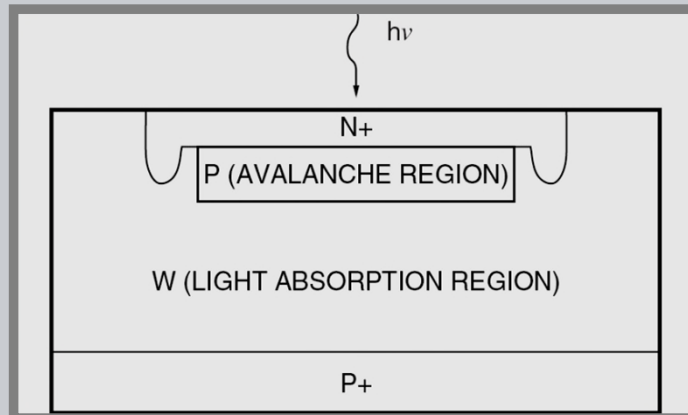 hν
N+
P (AVALANCHE REGION)
W (LIGHT ABSORPTION REGION)
P+